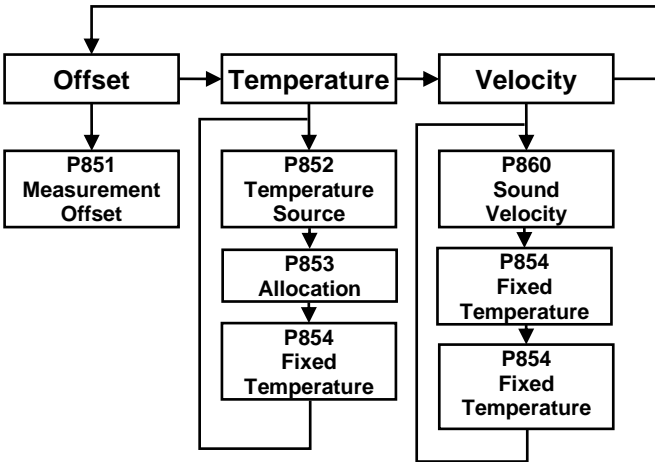 Offset
Temperature
Velocity
P851
Measurement
Offset
P852
Temperature
Source
P853
Allocation
P854
Fixed
Temperature
P860
Sound
Velocity
P854
Fixed
Temperature
P854
Fixed
Temperature